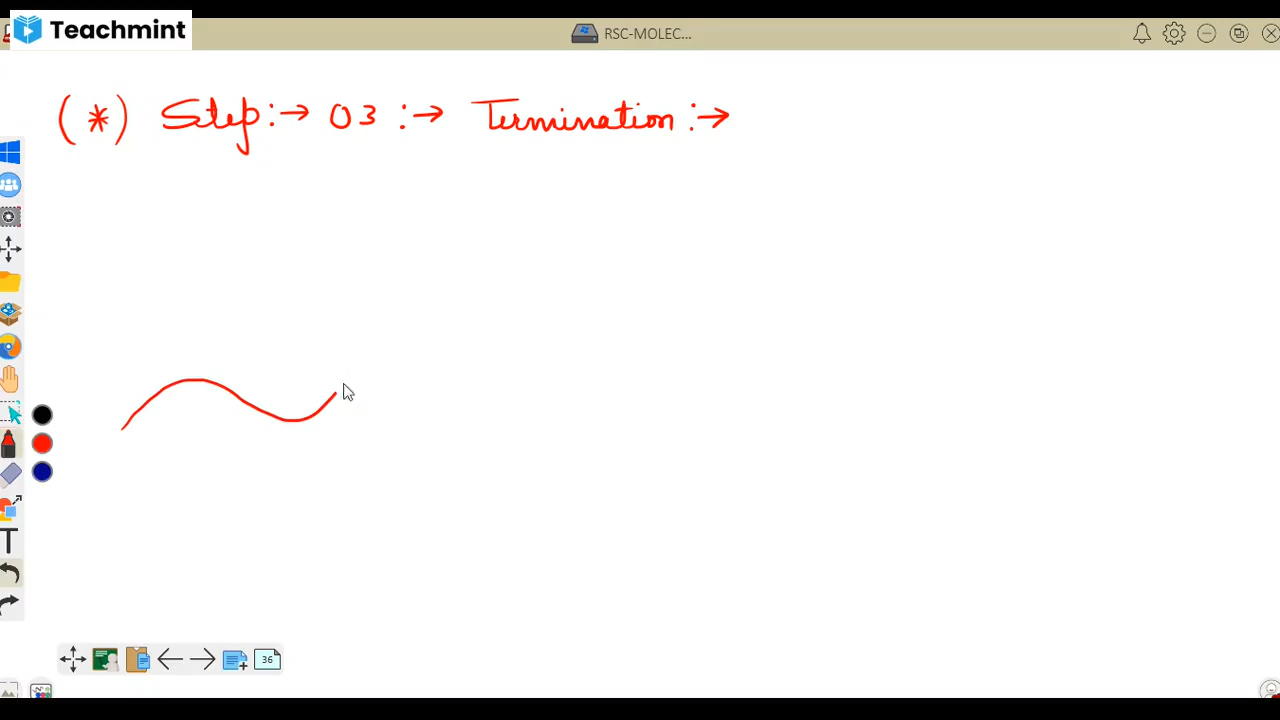 Teachmint
RSC-MOLEC...
(*) Step:→ 03 :→ Termination:→
T
36